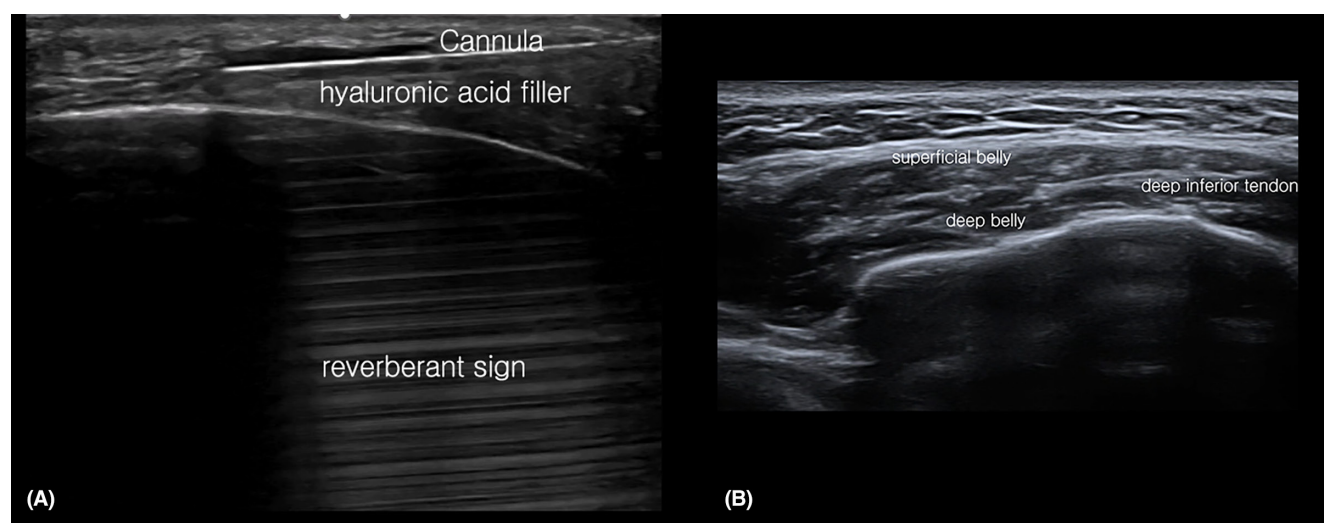 Cannula
hyaluronic acid filler
reverberant sign
(A)
superficial belly
deep inferior tendon
deep belly
(B)